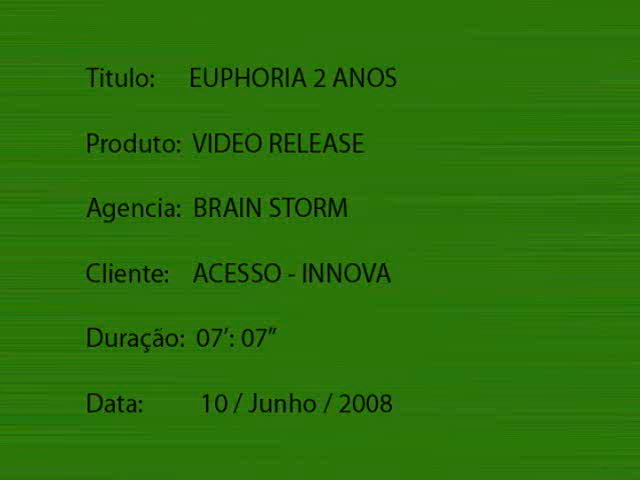 Titulo: EUPHORIA 2 ANOS
Produto: VIDEO RELEASE
Agencia: BRAIN STORM
Cliente: ACESSO - INNOVA
Duração: 07’: 07”
Data: 10 / Junho / 2008